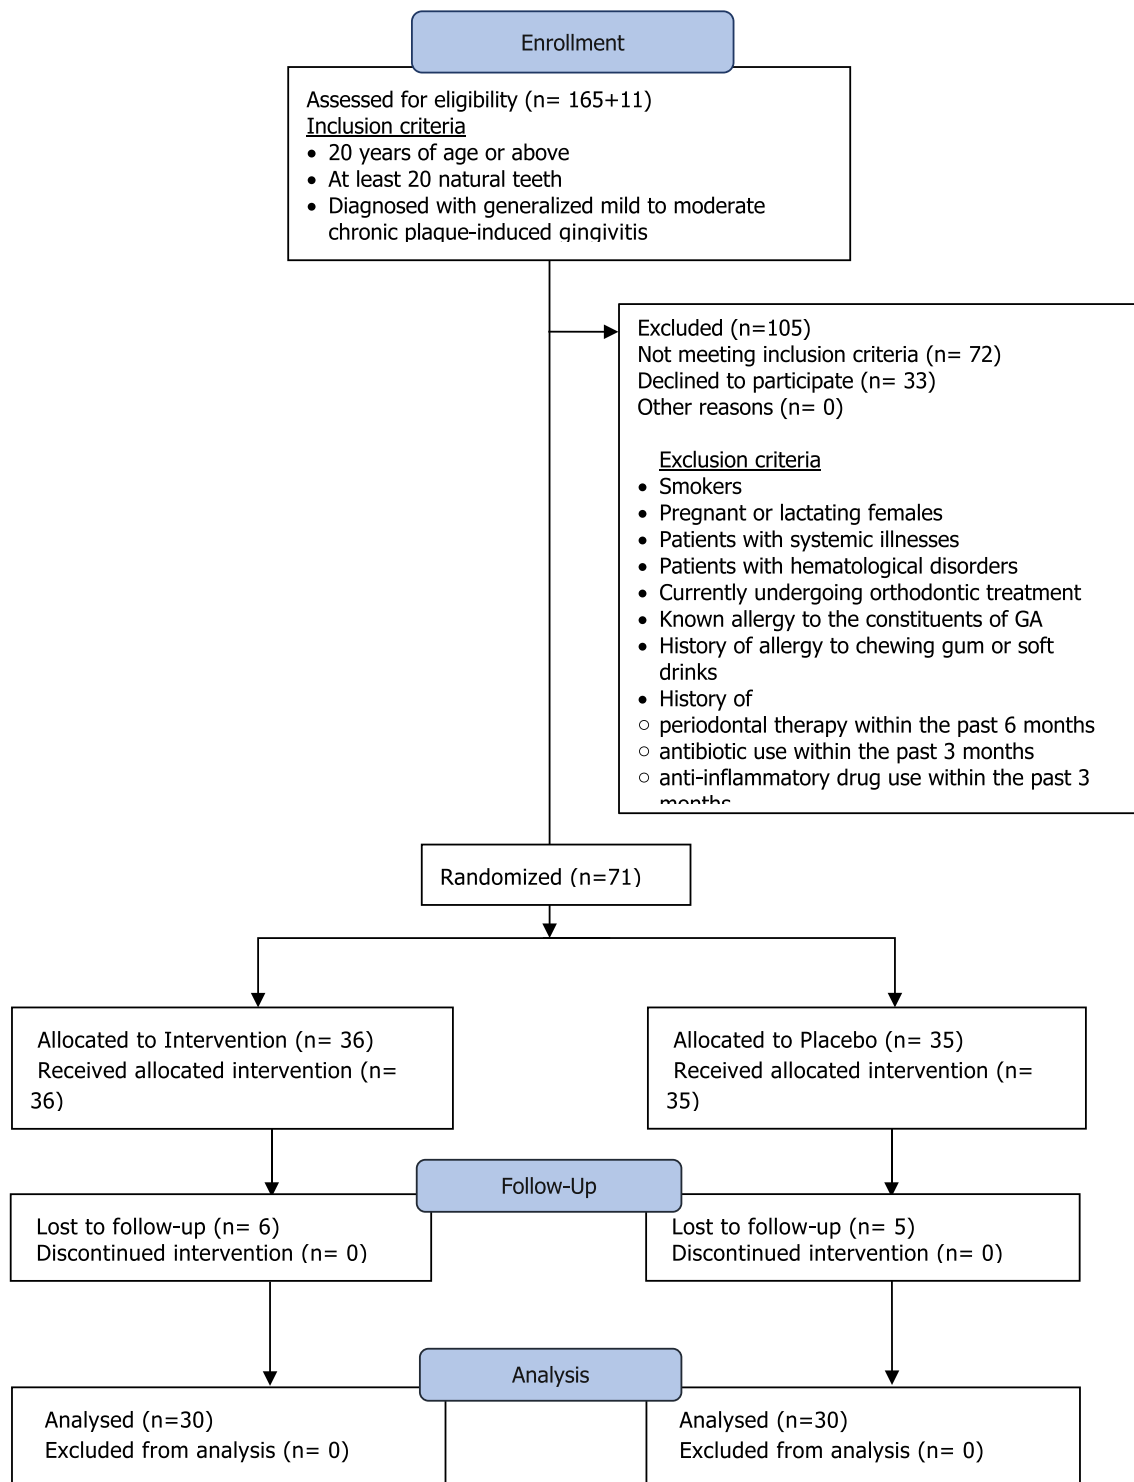 Enrollment
Assessed for eligibility (n= 165+11)
Inclusion criteria
• 20 years of age or above
• At least 20 natural teeth
• Diagnosed with generalized mild to moderate
chronic plaque-induced gingivitis
Excluded (n=105)
Not meeting inclusion criteria (n= 72)
Declined to participate (n= 33)
Other reasons (n= 0)
Exclusion criteria
• Smokers
• Pregnant or lactating females
• Patients with systemic illnesses
• Patients with hematological disorders
• Currently undergoing orthodontic treatment
• Known allergy to the constituents of GA
• History of allergy to chewing gum or soft
drinks
• History of
○ periodontal therapy within the past 6 months
○ antibiotic use within the past 3 months
○ anti-inflammatory drug use within the past 3
months
Randomized (n=71)
Allocated to Intervention (n= 36)
Received allocated intervention (n=
36)
Allocated to Placebo (n= 35)
Received allocated intervention (n=
35)
Follow-Up
Lost to follow-up (n= 6)
Discontinued intervention (n= 0)
Lost to follow-up (n= 5)
Discontinued intervention (n= 0)
Analysis
Analysed (n=30)
Excluded from analysis (n= 0)
Analysed (n=30)
Excluded from analysis (n= 0)